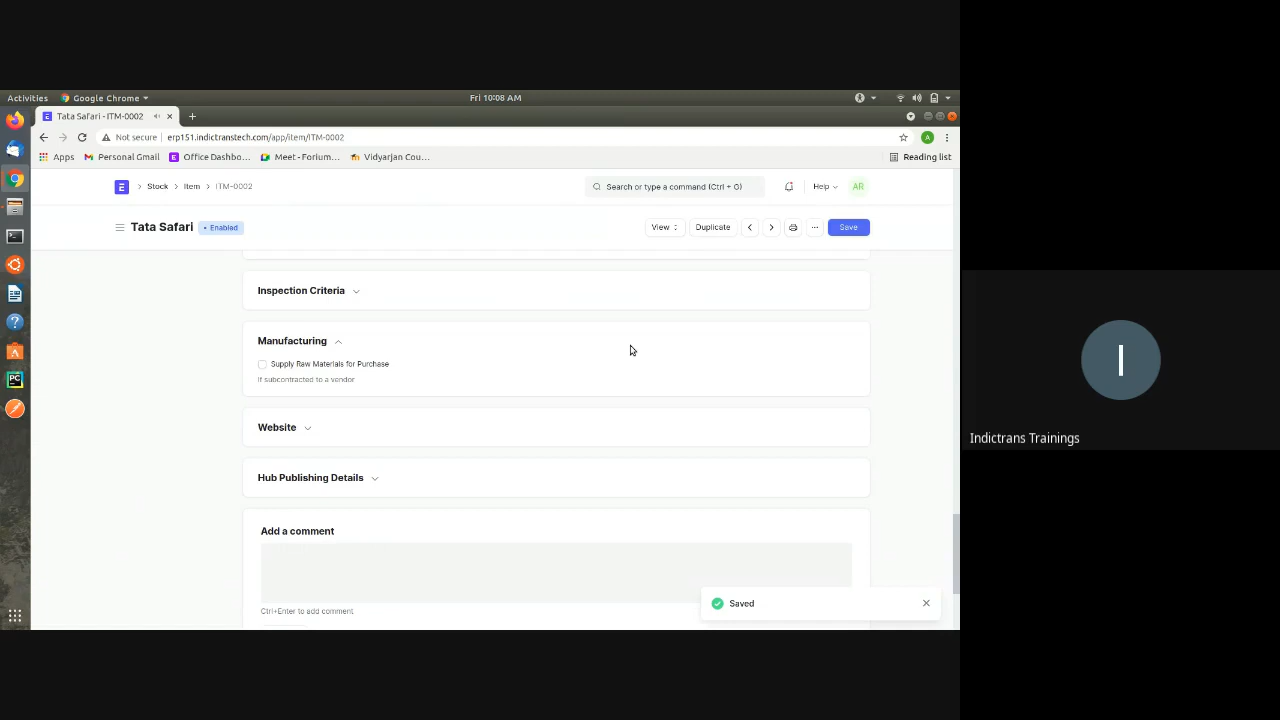 Activities
Google Chrome
Fri 10:08 AM
Tata Safari - ITM-0002
Not secure
erp151.indictranstech.com/app/item/ITM-0002
Apps
Personal Gmail
Office Dashbo...
Meet - Forium...
Vidyarjan Cou...
Reading list
E
Stock
Item
ITM-0002
Search or type a command (Ctrl + G)
Help
AR
Tata Safari
Enabled
View
Duplicate
Save
Inspection Criteria
Manufacturing
Supply Raw Materials for Purchase
If subcontracted to a vendor
Website
Hub Publishing Details
Add a comment
Ctrl+Enter to add comment
Saved
I
Indictrans Trainings